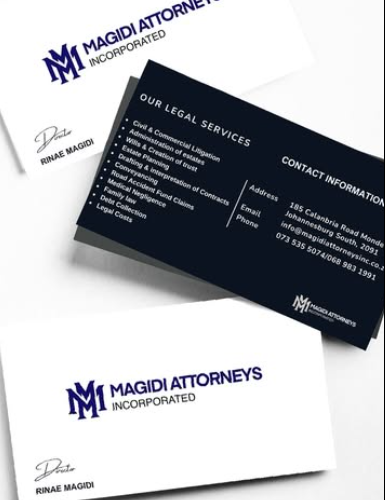 MAGIDI ATTORNEYS
INCORPORATED
RINAE MAGIDI
OUR LEGAL SERVICES
Civil & Commercial Litigation
Administration of estates
Wills & Creation of trust
Estate Planning
Drafting & Interpretation of Contracts
Conveyancing
Road Accident Fund Claims
Medical Negligence
Family law
Debt Collection
Legal Costs
CONTACT INFORMATION
Address
185 Calanbria Road Monde
Johannesburg South, 2091
Email
info@magidiattorneysinc.co.z
Phone
073 535 5074/068 983 1991
MAGIDI ATTORNEYS
INCORPORATED
MAGIDI ATTORNEYS
INCORPORATED
RINAE MAGIDI